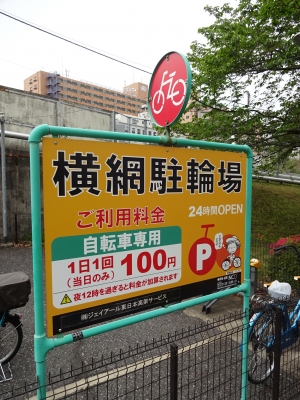 横網駐輪場
24時間OPEN
ご利用料金
自転車専用
1日1回
(当日のみ)
100円
夜12時を過ぎると料金が加算されます
P
㈱ジェイアール東日本高架サービス